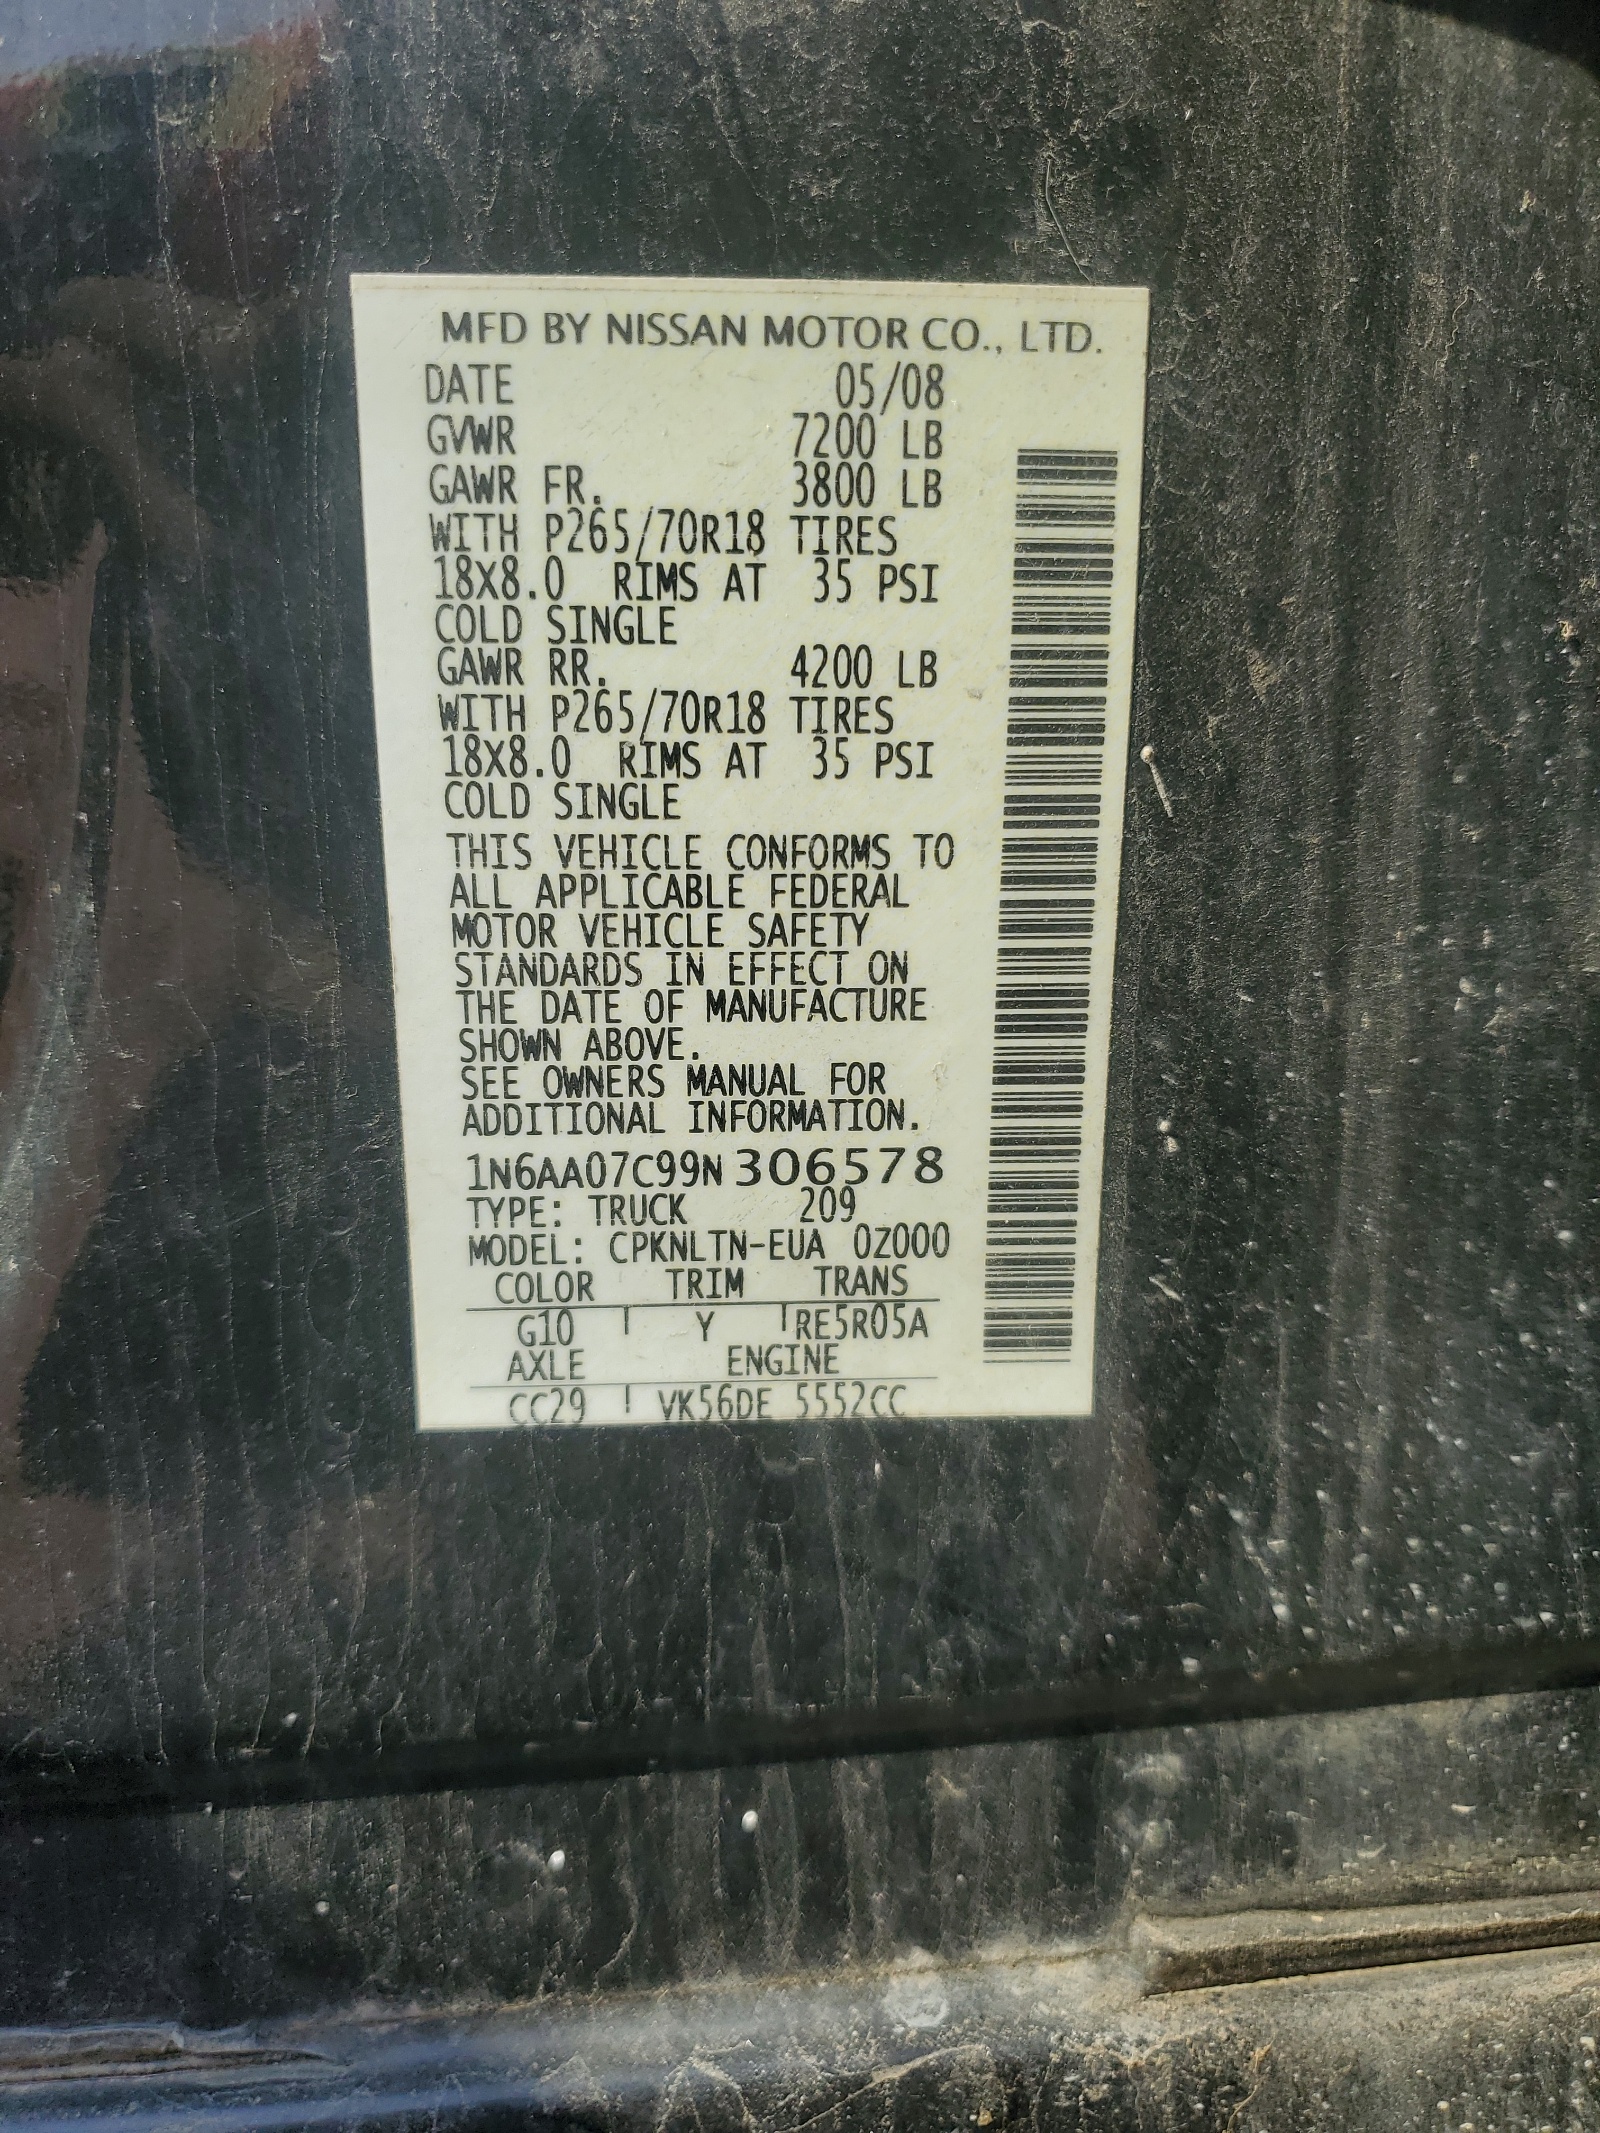 MFD BY NISSAN MOTOR CO., LTD.
DATE 05/08
GVWR 7200 LB
GAWR FR. 3800 LB
WITH P265/70R18 TIRES
18X8.0 RIMS AT 35 PSI
COLD SINGLE
GAWR RR. 4200 LB
WITH P265/70R18 TIRES
18X8.0 RIMS AT 35 PSI
COLD SINGLE
THIS VEHICLE CONFORMS TO
ALL APPLICABLE FEDERAL
MOTOR VEHICLE SAFETY
STANDARDS IN EFFECT ON
THE DATE OF MANUFACTURE
SHOWN ABOVE.
SEE OWNERS MANUAL FOR
ADDITIONAL INFORMATION.
1N6AA07C99N306578
TYPE: TRUCK 209
MODEL: CPKNLTN-EUA 0Z000
COLOR TRIM TRANS
G10 Y RE5R05A
AXLE ENGINE
CC29 VK56DE 5552CC